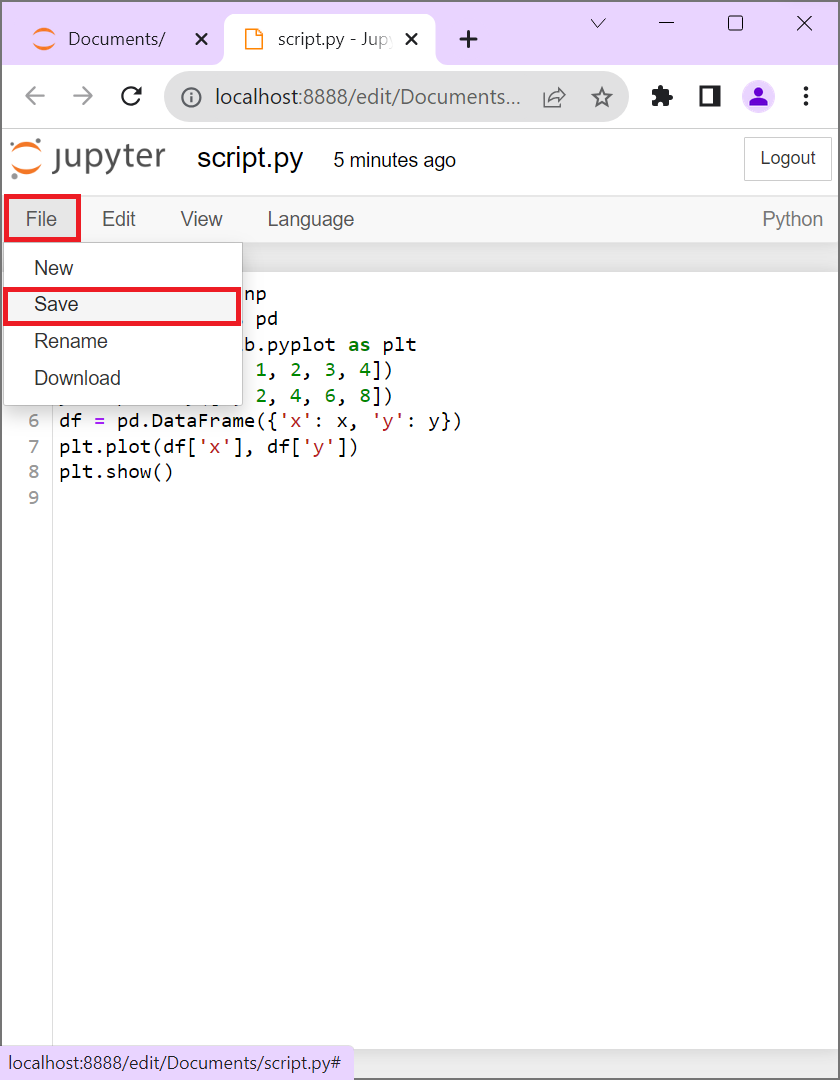 Documents/
script.py - Jup
localhost:8888/edit/Documents...
jupyter script.py 5 minutes ago Logout
File Edit View Language Python
New
Save
Rename
Download
np
pd
b.pyplot as plt
1, 2, 3, 4])
2, 4, 6, 8])
6 df = pd.DataFrame({'x': x, 'y': y})
7 plt.plot(df['x'], df['y'])
8 plt.show()
9
localhost:8888/edit/Documents/script.py#